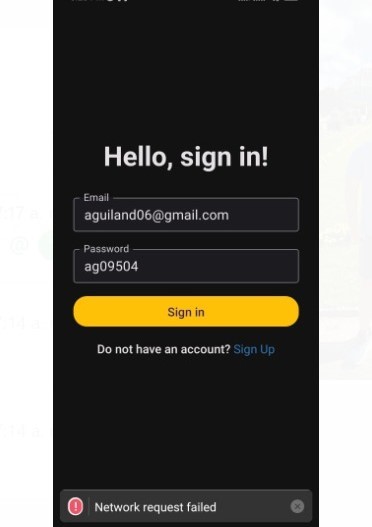 Hello, sign in!
Email
aguiland06@gmail.com
Password
ag09504
Sign in
Do not have an account? Sign Up
Network request failed